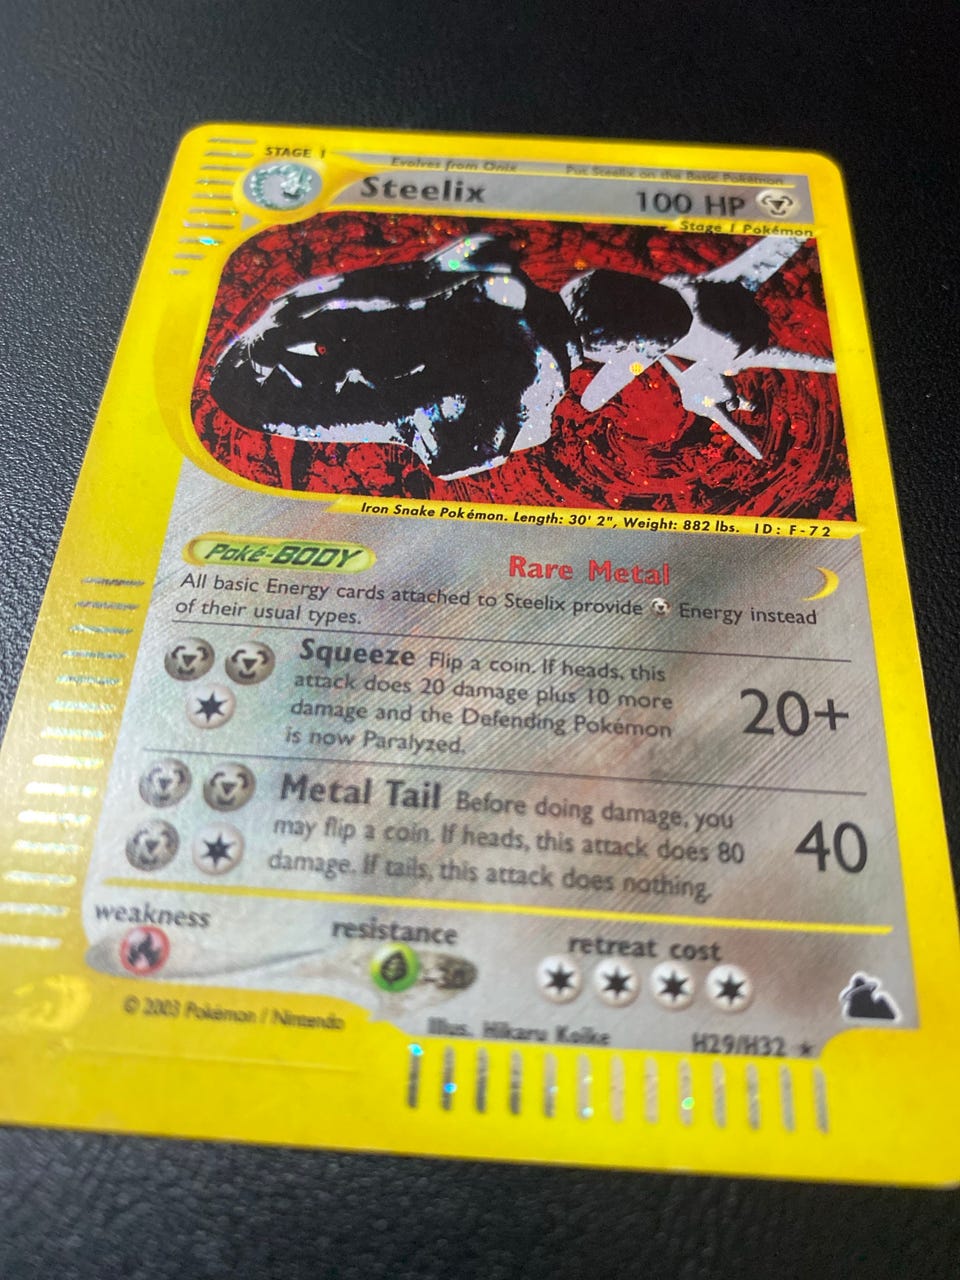 STAGE 1
Evolves from Onix
Put Steelix on the Basic Pokémon
Steelix
100 HP
Stage 1 Pokémon
Iron Snake Pokémon. Length: 30' 2", Weight: 882 lbs. ID: F-72
Poké-BODY
Rare Metal
All basic Energy cards attached to Steelix provide Energy instead
of their usual types.
Squeeze Flip a coin. If heads, this
attack does 20 damage plus 10 more
damage and the Defending Pokémon
is now Paralyzed.
20+
Metal Tail Before doing damage, you
may flip a coin. If heads, this attack does 80
damage. If tails, this attack does nothing.
40
weakness
resistance
-30
retreat cost
© 2003 Pokémon / Nintendo
Illus. Hikaru Koike
H29/H32 ★